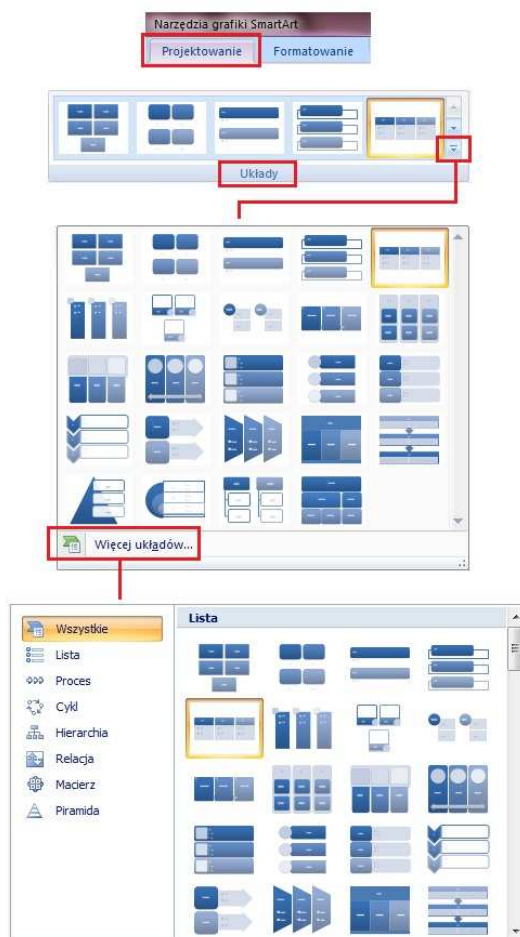 Narzędzia grafiki SmartArt
Projektowanie Formatowanie
Układy
Więcej układów...
Wszystkie
Lista
Proces
Cykl
Hierarchia
Relacja
Macierz
Piramida
Lista